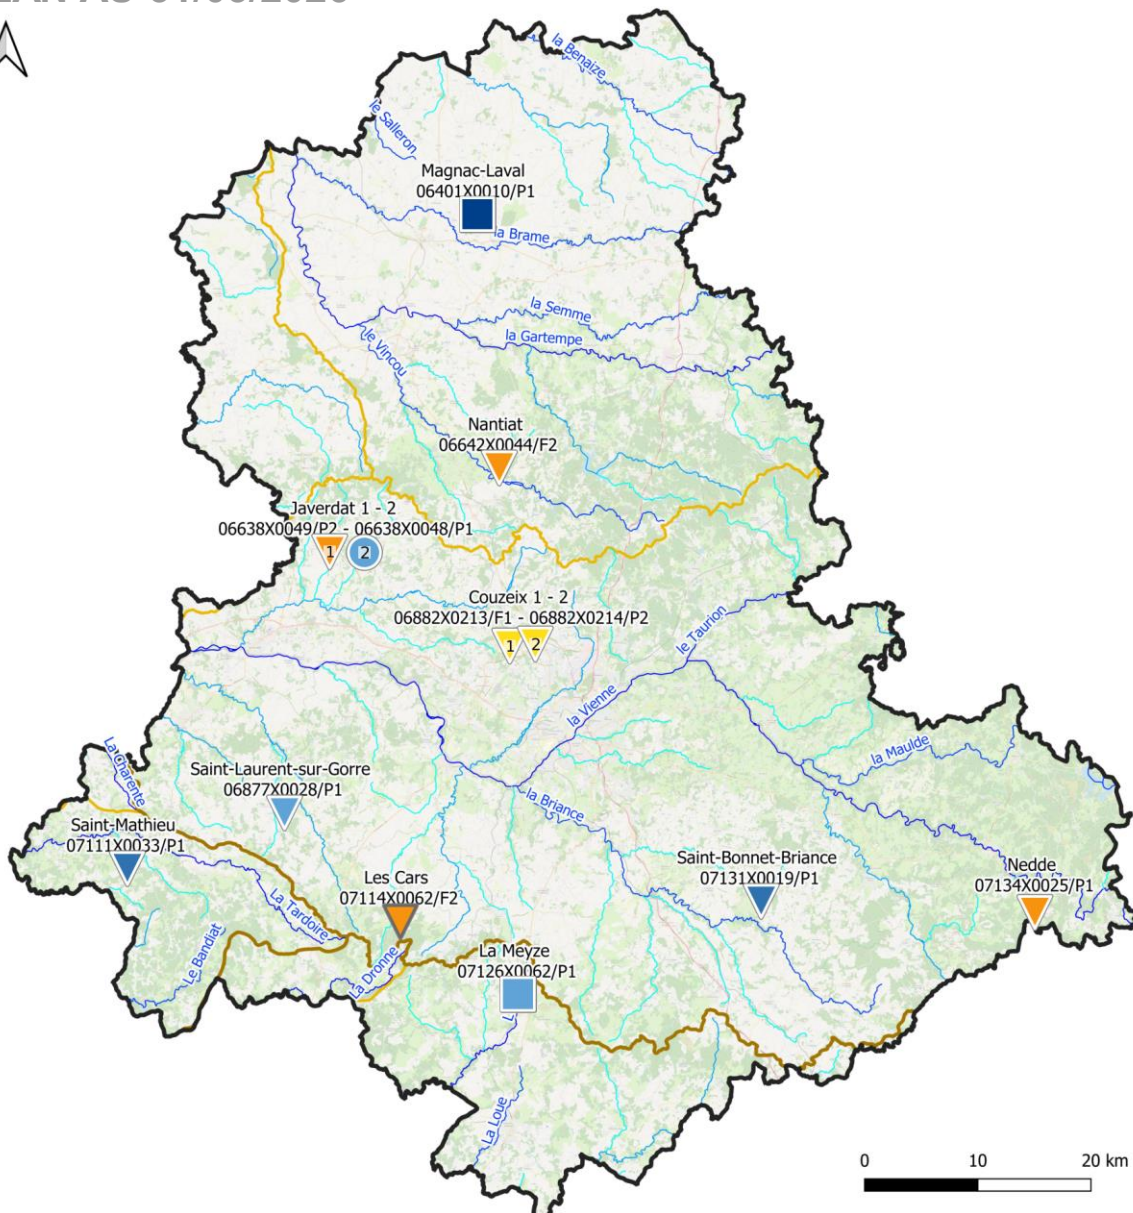 la Benaize
le Salleron
Magnac-Laval
06401X0010/P1
la Brame
la Semme
la Gartempe
le Vincou
Nantiat
06642X0044/F2
Javerdat 1 - 2
06638X0049/P2 - 06638X0048/P1
1
2
Couzeix 1 - 2
06882X0213/F1 - 06882X0214/P2
1
2
le Taurion
la Vienne
la Maulde
La Charente
Saint-Laurent-sur-Gorre
06877X0028/P1
la Briance
Saint-Mathieu
07111X0033/P1
Saint-Bonnet-Briance
07131X0019/P1
Nedde
07134X0025/P1
Les Cars
07114X0062/F2
La Tardoire
Le Bandiat
La Dronne
La Meyze
07126X0062/P1
La Loue
0 10 20 km